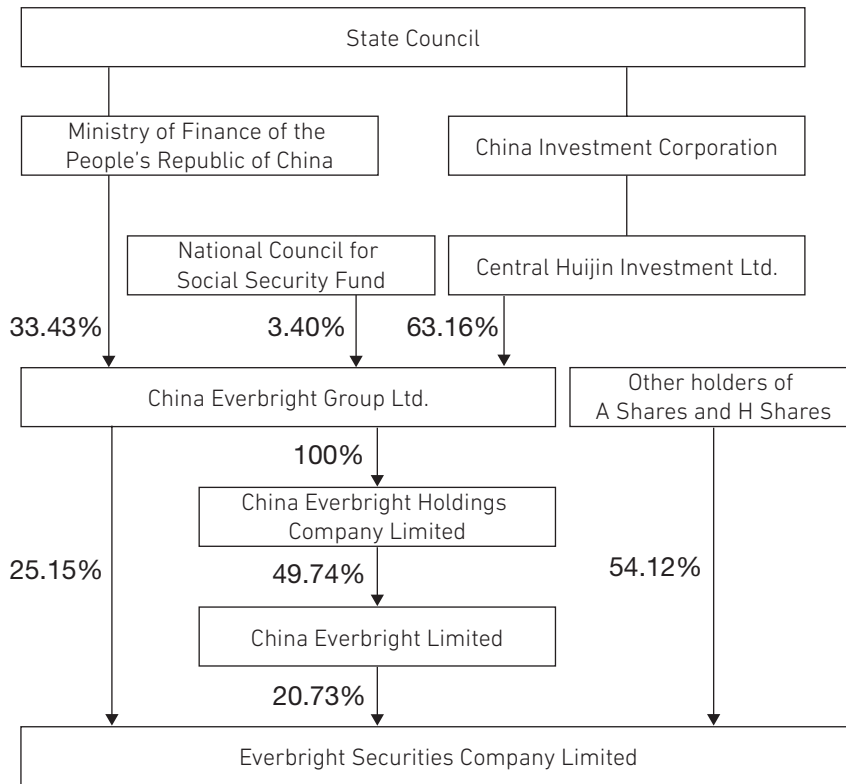 State Council
Ministry of Finance of the
People's Republic of China
China Investment Corporation
National Council for
Social Security Fund
Central Huijin Investment Ltd.
33.43%
3.40%
63.16%
China Everbright Group Ltd.
Other holders of
A Shares and H Shares
100%
China Everbright Holdings
Company Limited
25.15%
49.74%
54.12%
China Everbright Limited
20.73%
Everbright Securities Company Limited